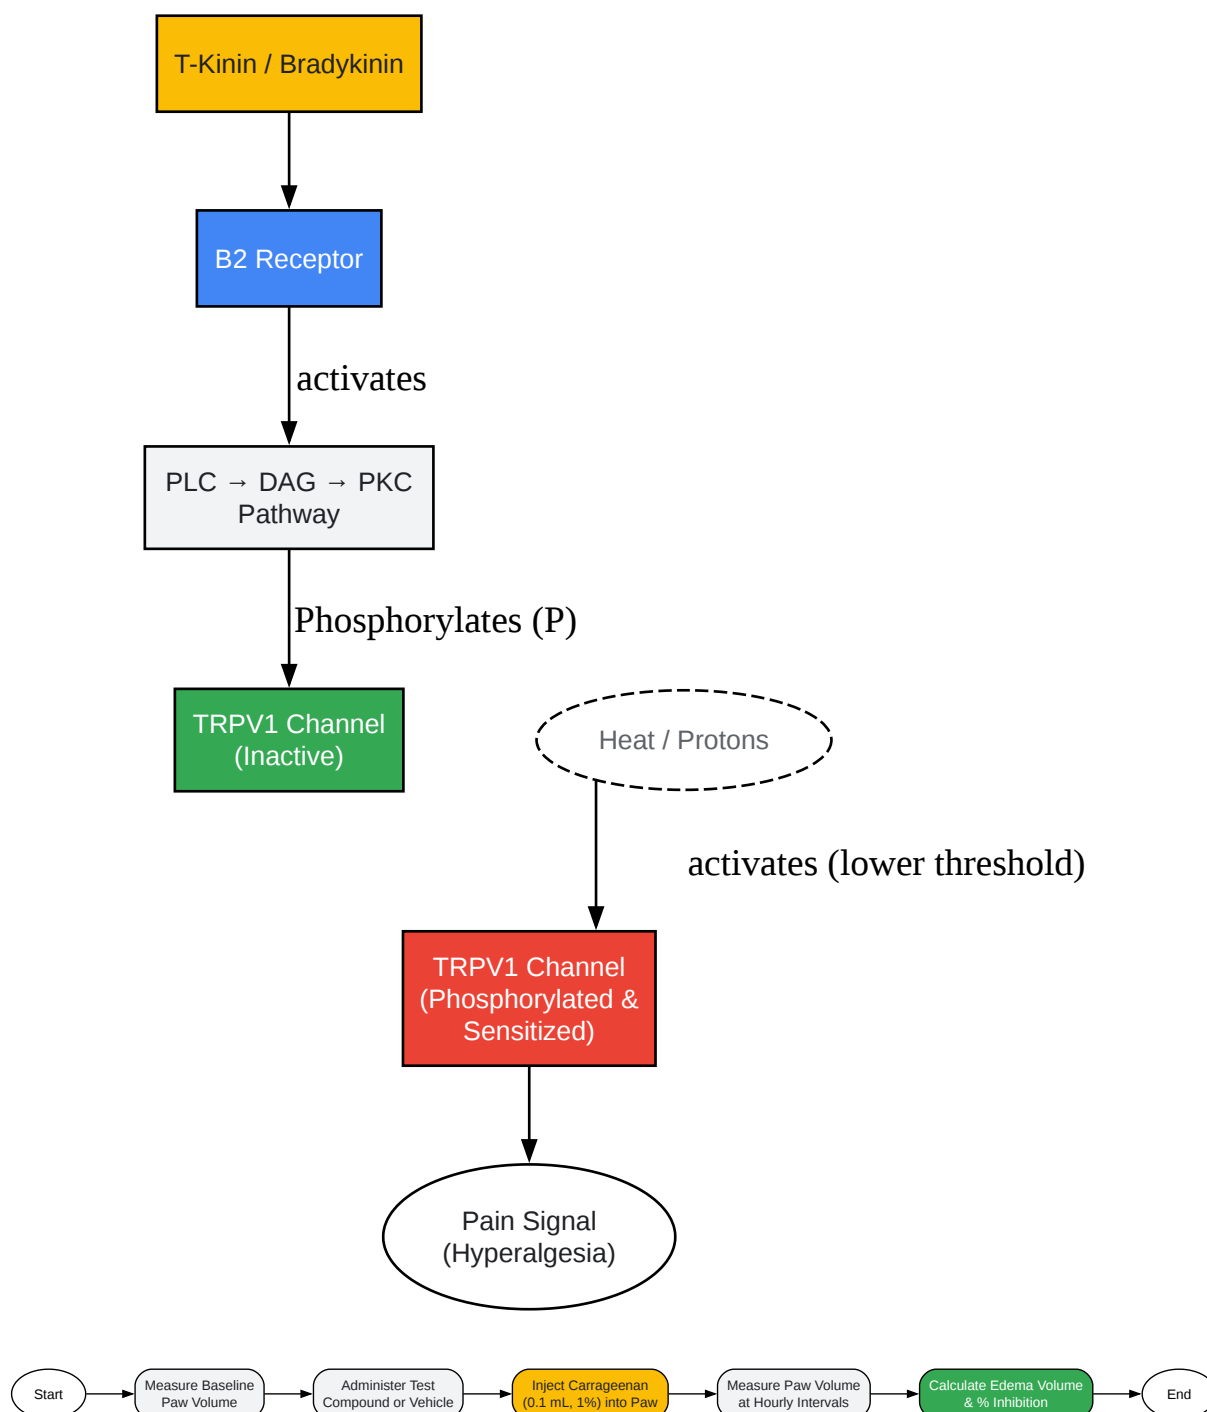 T-Kinin / Bradykinin
B2 Receptor
activates
PLC → DAG → PKC
Pathway
Phosphorylates (P)
TRPV1 Channel
(Inactive)
Heat / Protons
activates (lower threshold)
TRPV1 Channel
(Phosphorylated &
Sensitized)
Pain Signal
(Hyperalgesia)
Start
Measure Baseline
Paw Volume
Administer Test
Compound or Vehicle
Inject Carrageenan
(0.1 mL, 1%) into Paw
Measure Paw Volume
at Hourly Intervals
Calculate Edema Volume
& % Inhibition
End